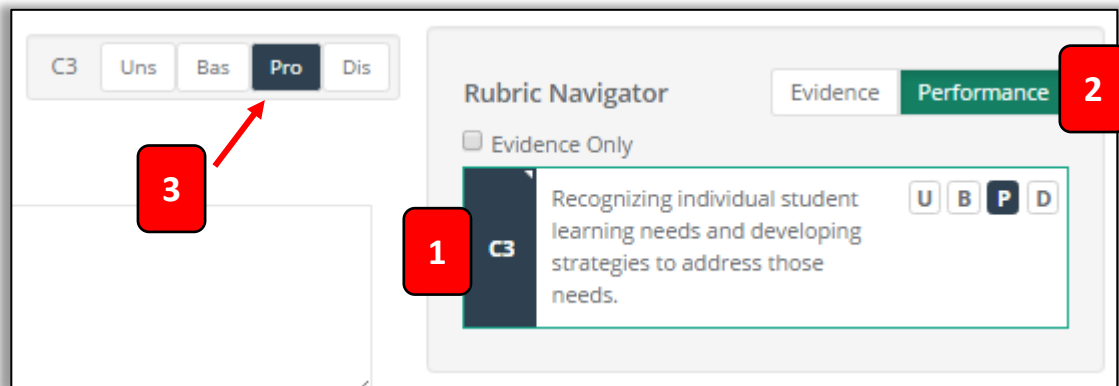 C3 Uns Bas Pro Dis
3
Rubric Navigator Evidence Performance 2
Evidence Only
1 C3
Recognizing individual student U B P D
learning needs and developing
strategies to address those
needs.